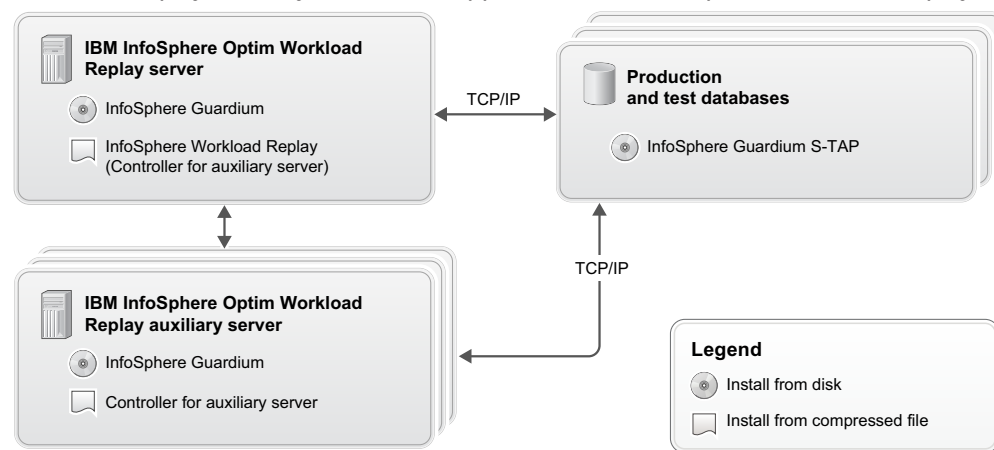 IBM InfoSphere Optim Workload
Replay server
InfoSphere Guardium
InfoSphere Workload Replay
(Controller for auxiliary server)
TCP/IP
Production
and test databases
InfoSphere Guardium S-TAP
TCP/IP
IBM InfoSphere Optim Workload
Replay auxiliary server
InfoSphere Guardium
Controller for auxiliary server
Legend
Install from disk
Install from compressed file